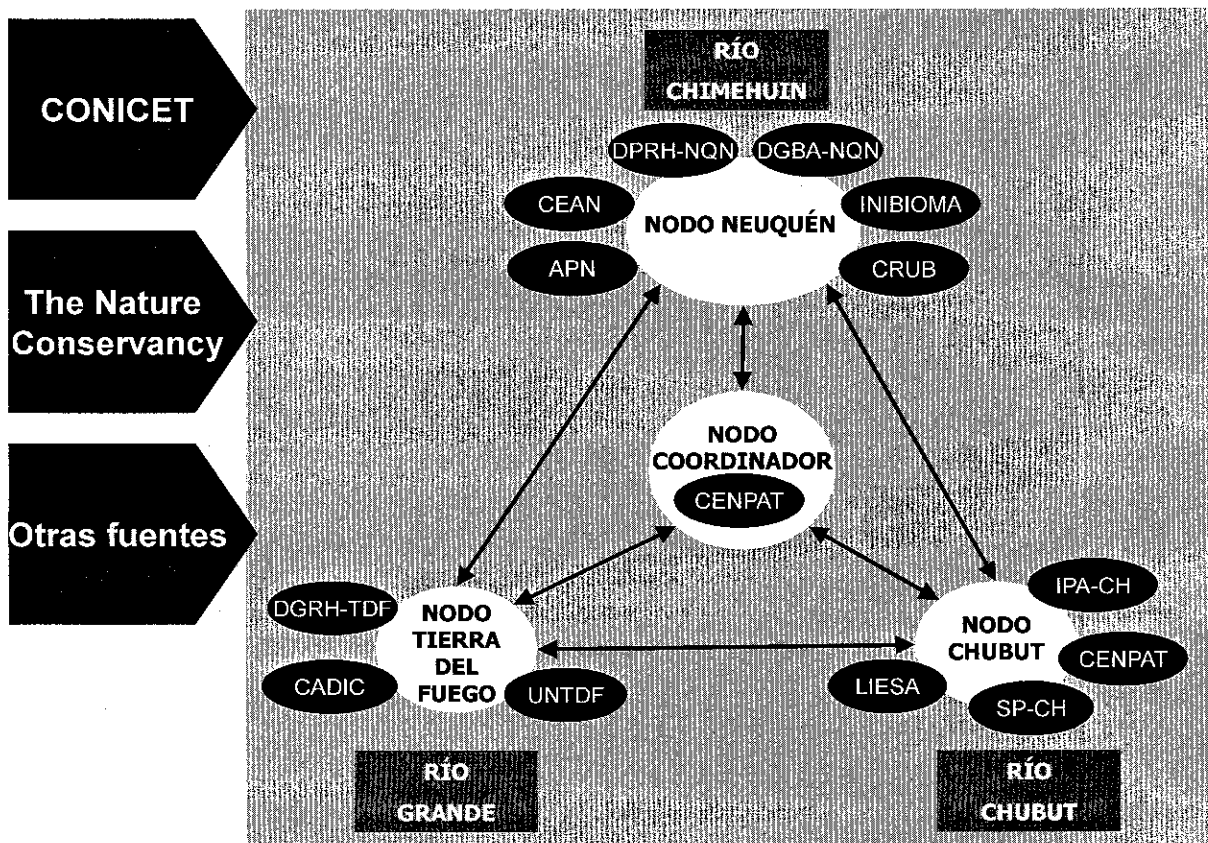 CONICET
The Nature
Conservancy
Otras fuentes
RÍO
CHIMEHUIN
DPRH-NQN
DGBA-NQN
CEAN
INIBIOMA
NODO NEUQUÉN
APN
CRUB
NODO
COORDINADOR
CENPAT
DGRH-TDF
NODO
TIERRA
DEL
FUEGO
CADIC
UNTDF
IPA-CH
NODO
CHUBUT
CENPAT
LIESA
SP-CH
RÍO
GRANDE
RÍO
CHUBUT